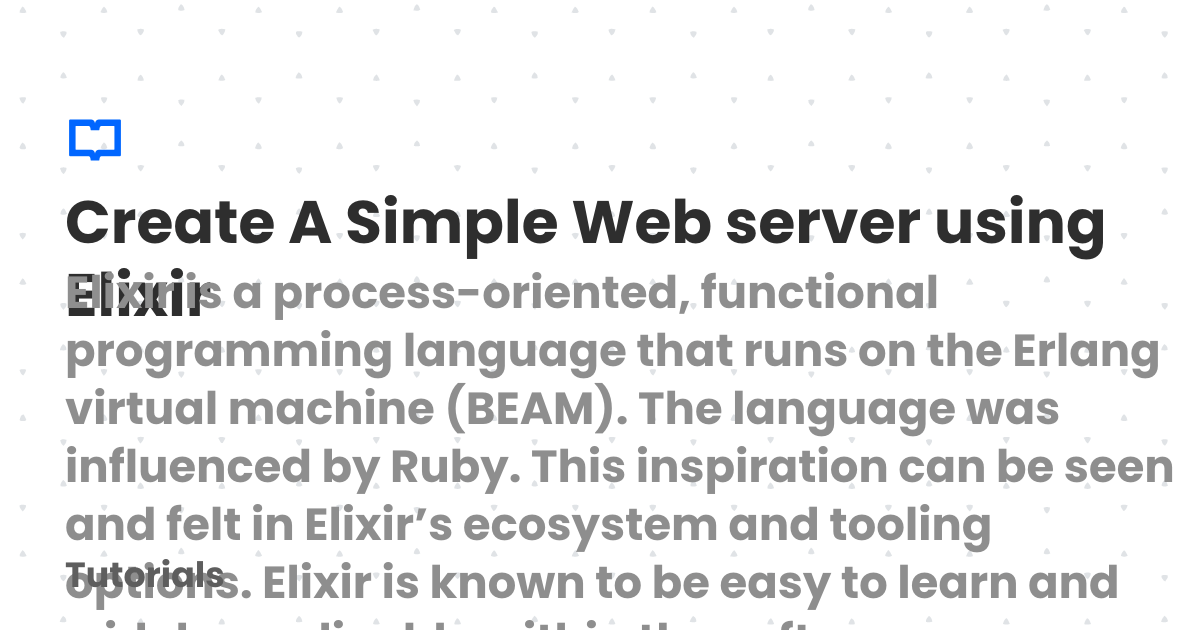 Create A Simple Web server using
Elixir
Elixir is a process-oriented, functional
programming language that runs on the Erlang
virtual machine (BEAM). The language was
influenced by Ruby. This inspiration can be seen
and felt in Elixir’s ecosystem and tooling
Tutorials
options. Elixir is known to be easy to learn and